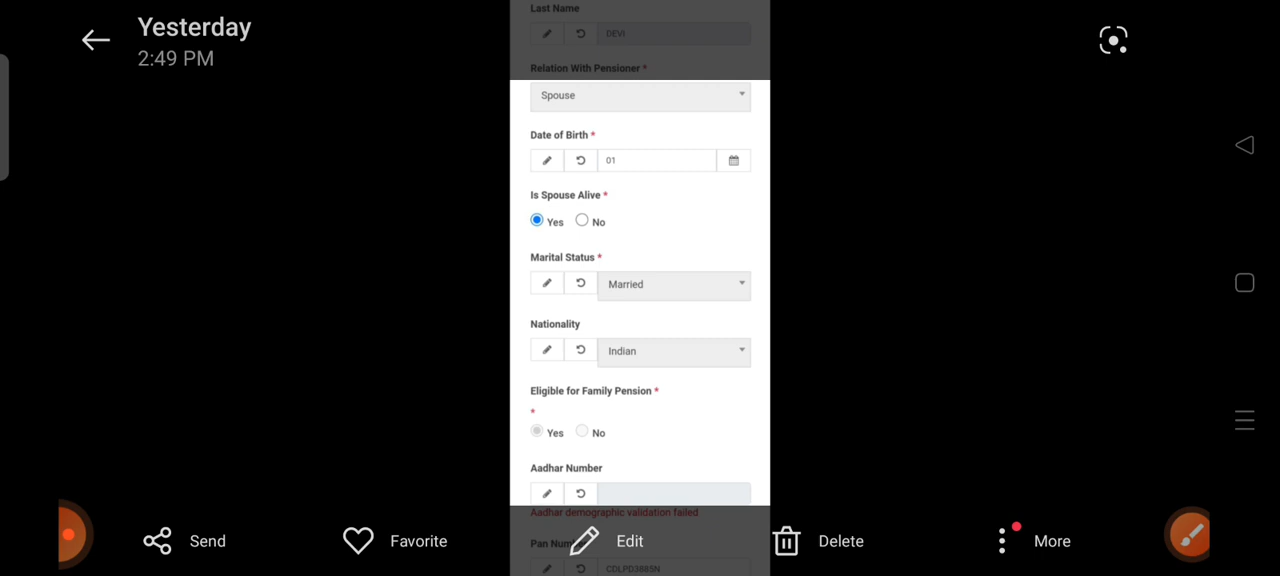 Yesterday
2:49 PM
Last Name
DEVI
Relation With Pensioner *
Spouse
Date of Birth *
01
Is Spouse Alive *
Yes No
Marital Status *
Married
Nationality
Indian
Eligible for Family Pension *
*
Yes No
Aadhar Number
Aadhar demographic validation failed
Pan Num
CDLPD3885N
Send Favorite Edit Delete More